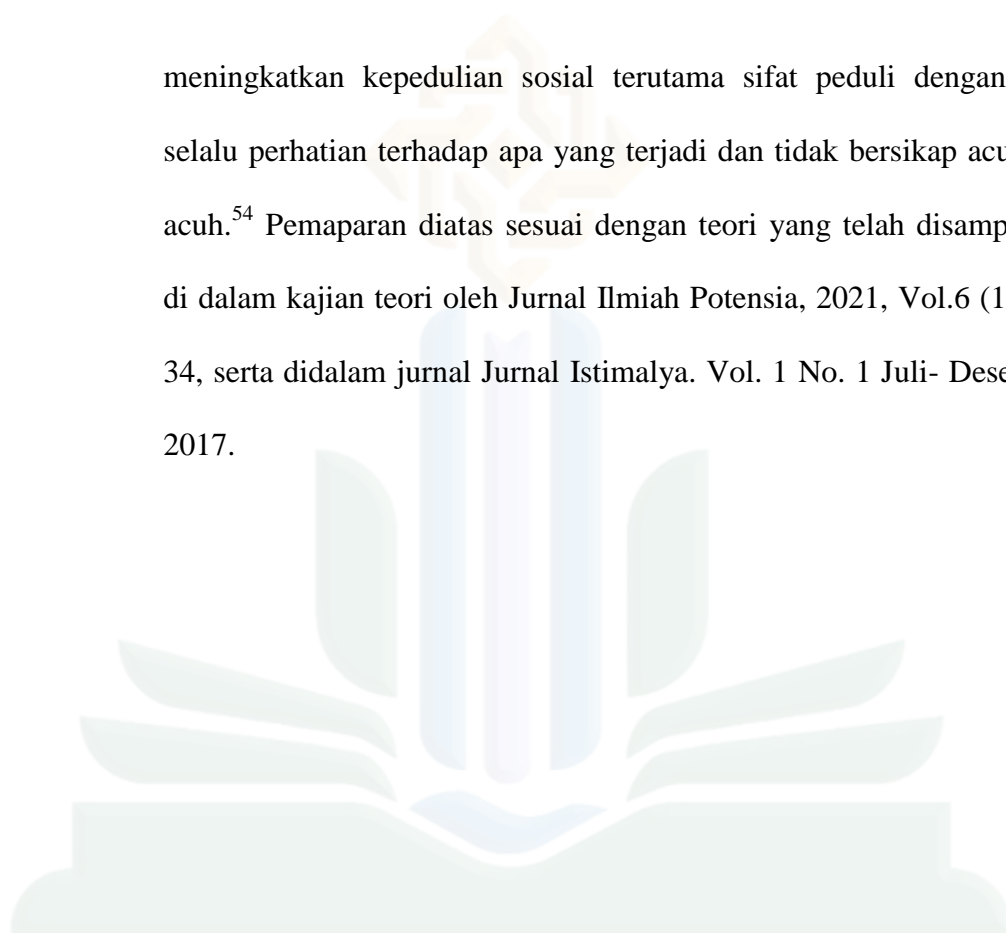 meningkatkan kepedulian sosial terutama sifat peduli dengan
selalu perhatian terhadap apa yang terjadi dan tidak bersikap acu
acuh.54 Pemaparan diatas sesuai dengan teori yang telah disamp
di dalam kajian teori oleh Jurnal Ilmiah Potensia, 2021, Vol.6 (1
34, serta didalam jurnal Jurnal Istimalya. Vol. 1 No. 1 Juli- Dese
2017.